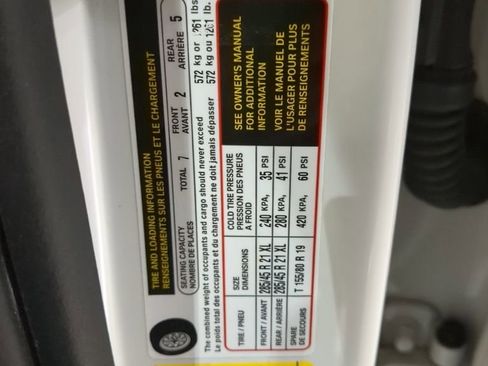 TIRE AND LOADING INFORMATION
RENSEIGNEMENTS SUR LES PNEUS ET LE CHARGEMENT
SEATING CAPACITY
NOMBRE DE PLACES
TOTAL 7
FRONT
AVANT 2
REAR
ARRIÈRE 5
The combined weight of occupants and cargo should never exceed 572 kg or 1261 lbs
Le poids total des occupants et du chargement ne doit jamais dépasser 572 kg ou 1261 lb.
TIRE / PNEU
SIZE
DIMENSIONS
COLD TIRE PRESSURE
PRESSION DES PNEUS
A FROID
FRONT / AVANT 285/45 R 21 XL 240 KPA, 35 PSI
REAR / ARRIÈRE 285/45 R 21 XL 280 KPA, 41 PSI
SPARE
DE SECOURS
T 155/80 R 19 420 KPA, 60 PSI
SEE OWNER'S MANUAL
FOR ADDITIONAL
INFORMATION
VOIR LE MANUEL DE
L'USAGER POUR PLUS
DE RENSEIGNEMENTS